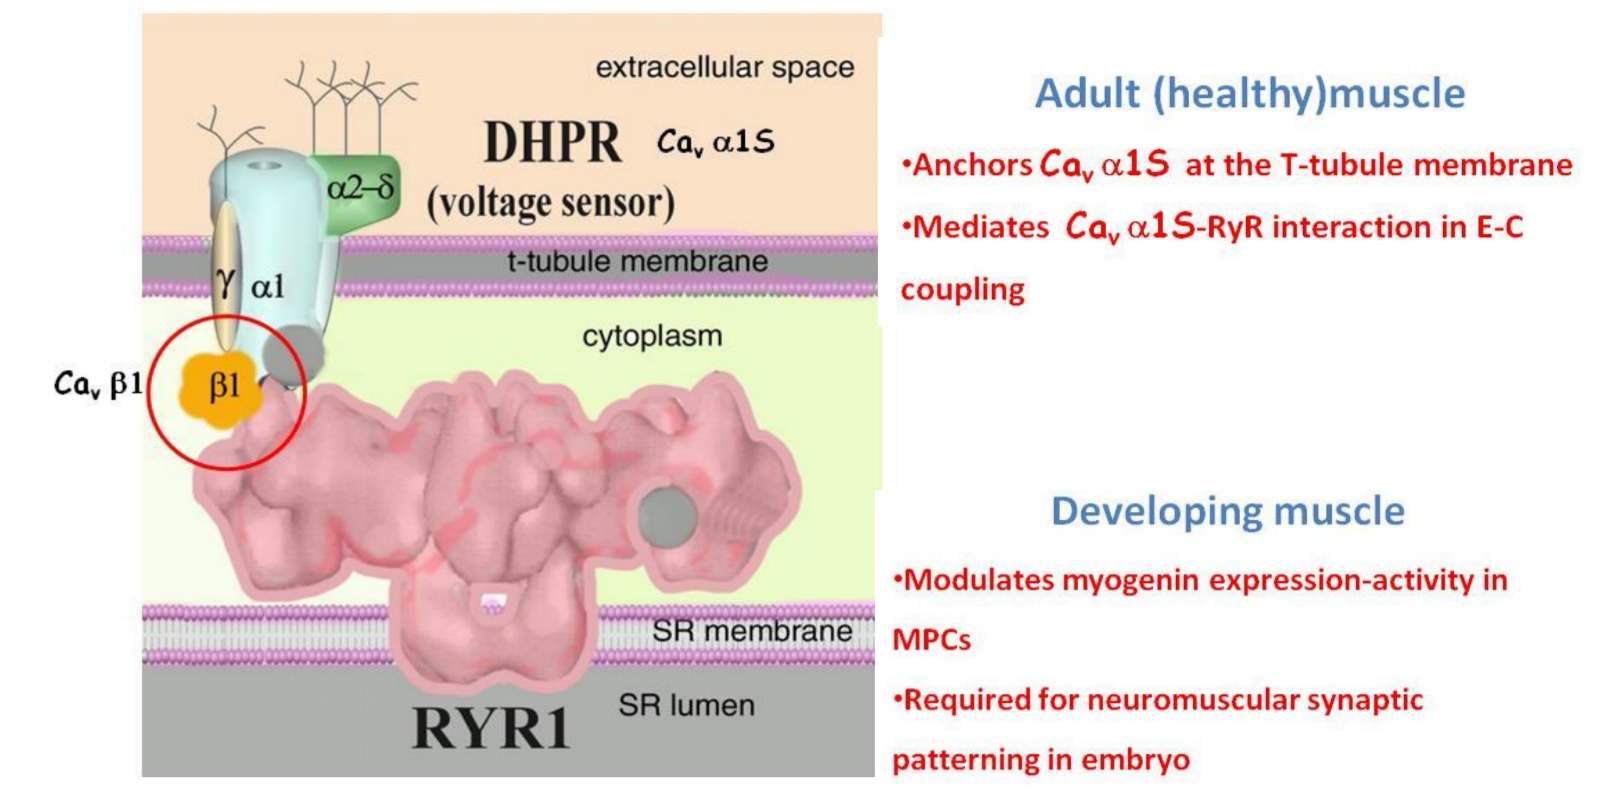 extracellular space
DHPR Caᵥ α1S
(voltage sensor)
α2–δ
t-tubule membrane
γ α1
cytoplasm
Caᵥ β1
β1
SR membrane
SR lumen
RYR1
Adult (healthy)muscle
•Anchors Caᵥ α1S at the T-tubule membrane
•Mediates Caᵥ α1S-RyR interaction in E-C
coupling
Developing muscle
•Modulates myogenin expression-activity in
MPCs
•Required for neuromuscular synaptic
patterning in embryo